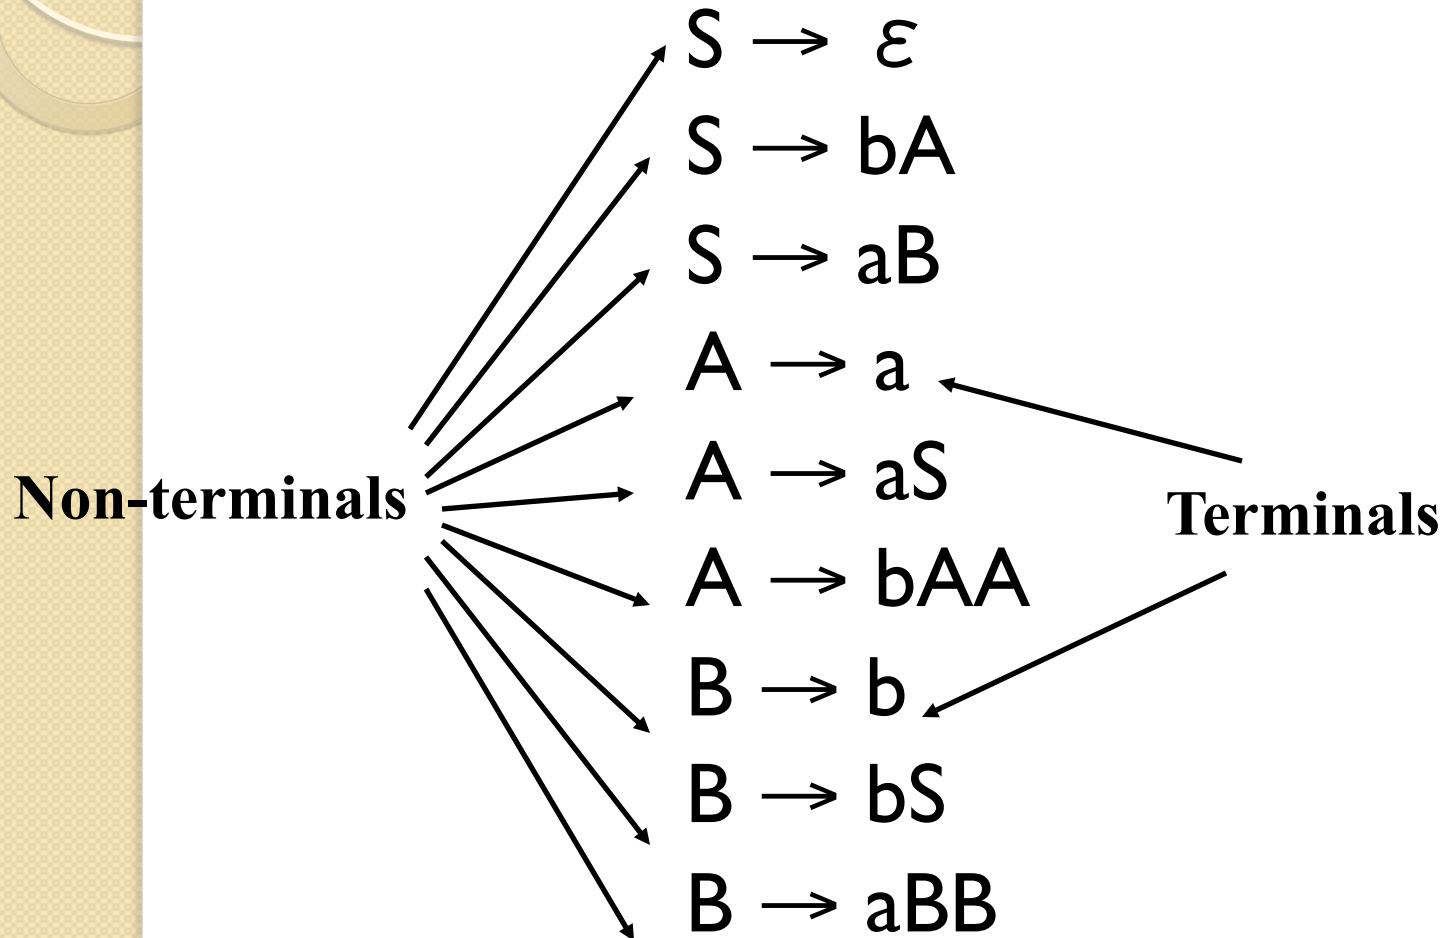 S → ε
S → bA
S → aB
A → a
A → aS
Non-terminals
Terminals
A → bAA
B → b
B → bS
B → aBB